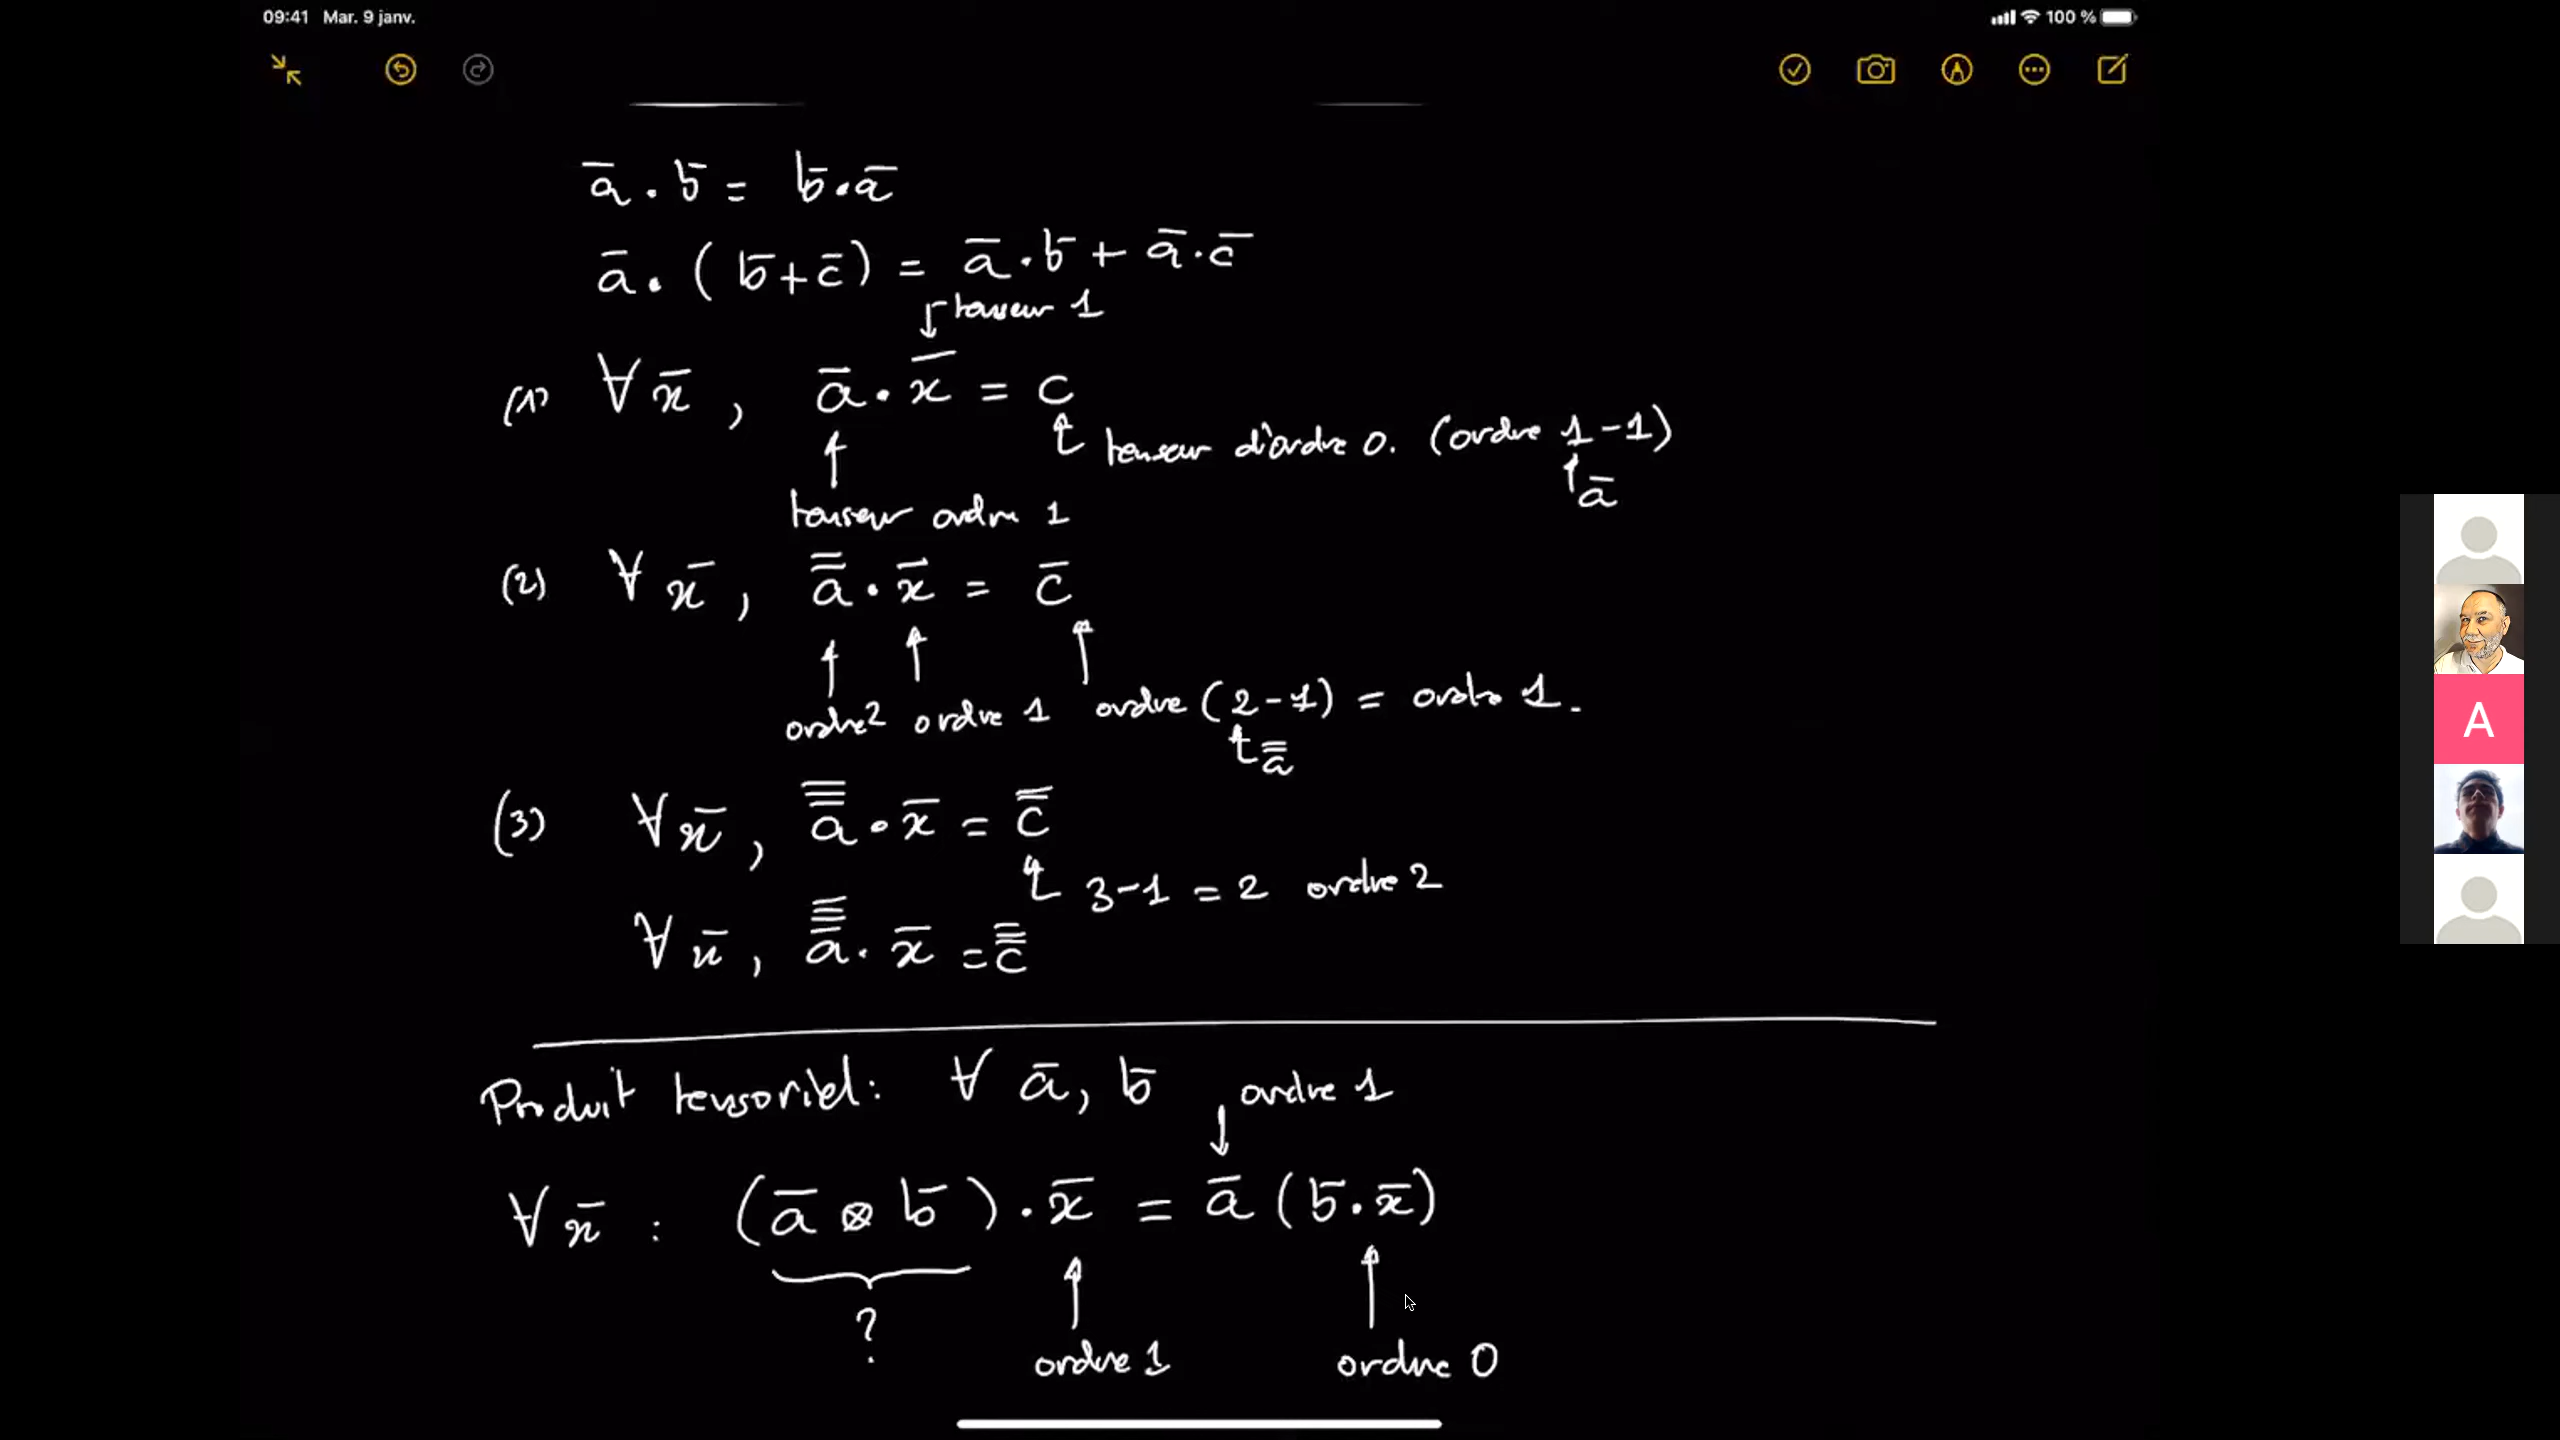 09:41 Mar. 9 janv. 100 %
a̅ . b̅ = b̅ . a̅
a̅ . ( b̅ + c̅ ) = a̅ . b̅ + a̅ . c̅
tenseur 1
(1) ∀ x̅ , a̅ . x̅ = c
tenseur d'ordre 0. (ordre 1 - 1)
a̅
tenseur ordre 1
(2) ∀ x̅ , a̿ . x̅ = c̅
ordre 2 ordre 1 ordre ( 2 - 1 ) = ordre 1 .
a̿
(3) ∀ x̅ , a̿̅ . x̅ = c̿
3 - 1 = 2 ordre 2
∀ x̅ , a̿̿ . x̅ = c̿̅
Produit tensoriel : ∀ a̅ , b̅
ordre 1
∀ x̅ : ( a̅ ⊗ b̅ ) . x̅ = a̅ ( b̅ . x̅ )
?
ordre 1 ordre 0
A